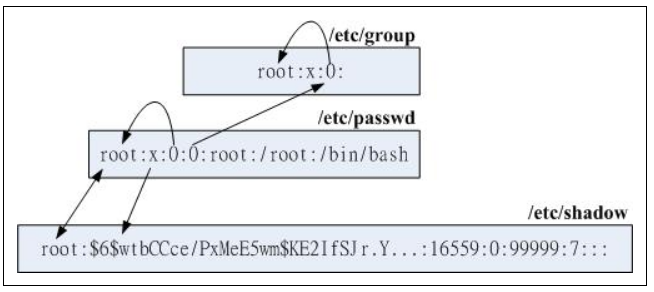 /etc/group
root:x:0:
/etc/passwd
root:x:0:0:root:/root:/bin/bash
/etc/shadow
root:$6$wtbCCce/PxMeE5wm$KE2IfSJr.Y...:16559:0:99999:7:::